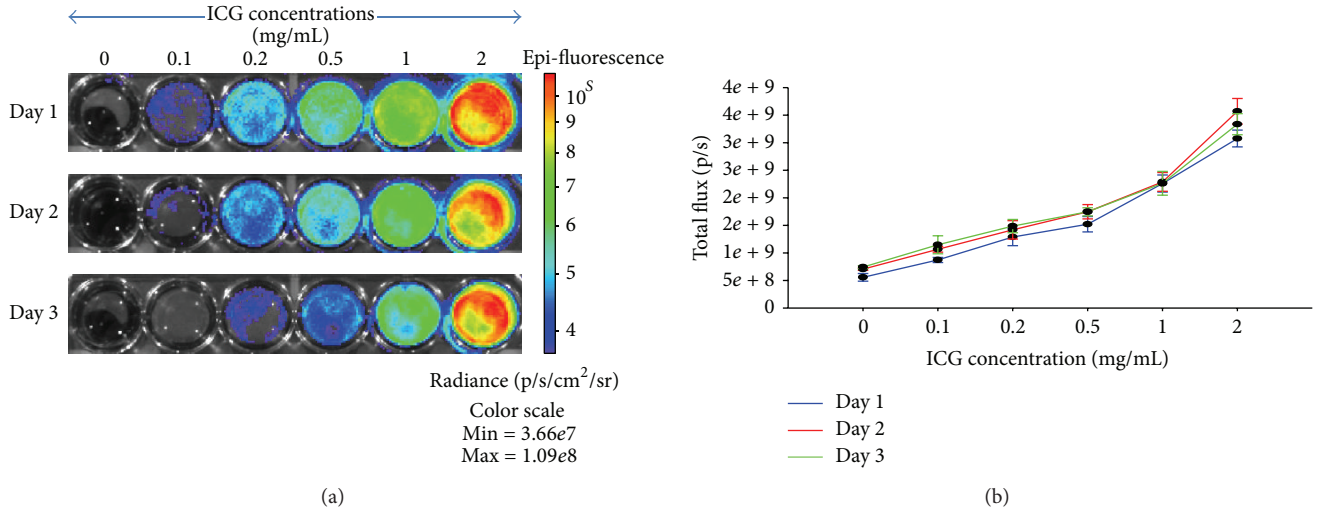 ICG concentrations
(mg/mL)
0 0.1 0.2 0.5 1 2
Epi-fluorescence
Day 1
Day 2
Day 3
10^S
9
8
7
6
5
4
Radiance (p/s/cm²/sr)
Color scale
Min = 3.66e7
Max = 1.09e8
(a)
Total flux (p/s)
4e + 9
4e + 9
3e + 9
3e + 9
2e + 9
2e + 9
1e + 9
5e + 8
0
0 0.1 0.2 0.5 1 2
ICG concentration (mg/mL)
Day 1
Day 2
Day 3
(b)